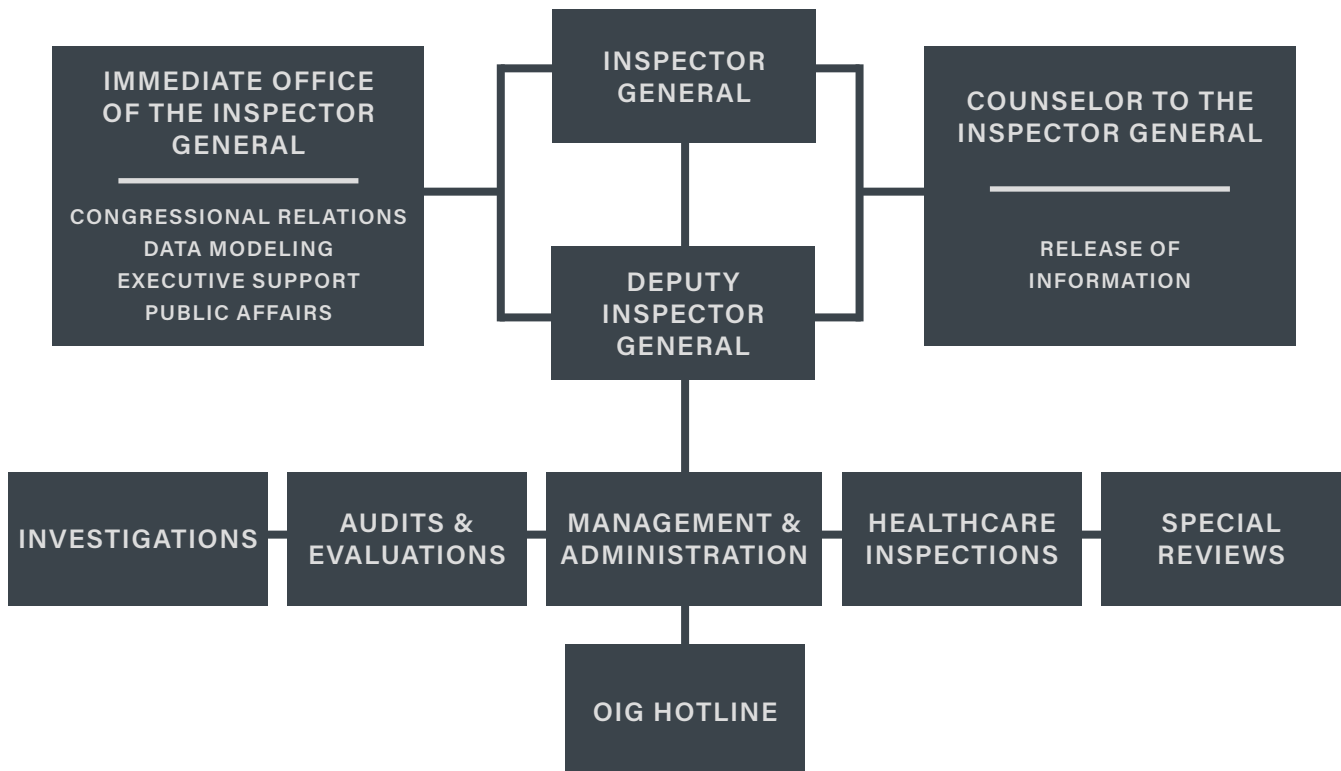 INSPECTOR
GENERAL
IMMEDIATE OFFICE
OF THE INSPECTOR
GENERAL
CONGRESSIONAL RELATIONS
DATA MODELING
EXECUTIVE SUPPORT
PUBLIC AFFAIRS
COUNSELOR TO THE
INSPECTOR GENERAL
RELEASE OF
INFORMATION
DEPUTY
INSPECTOR
GENERAL
INVESTIGATIONS
AUDITS &
EVALUATIONS
MANAGEMENT &
ADMINISTRATION
HEALTHCARE
INSPECTIONS
SPECIAL
REVIEWS
OIG HOTLINE